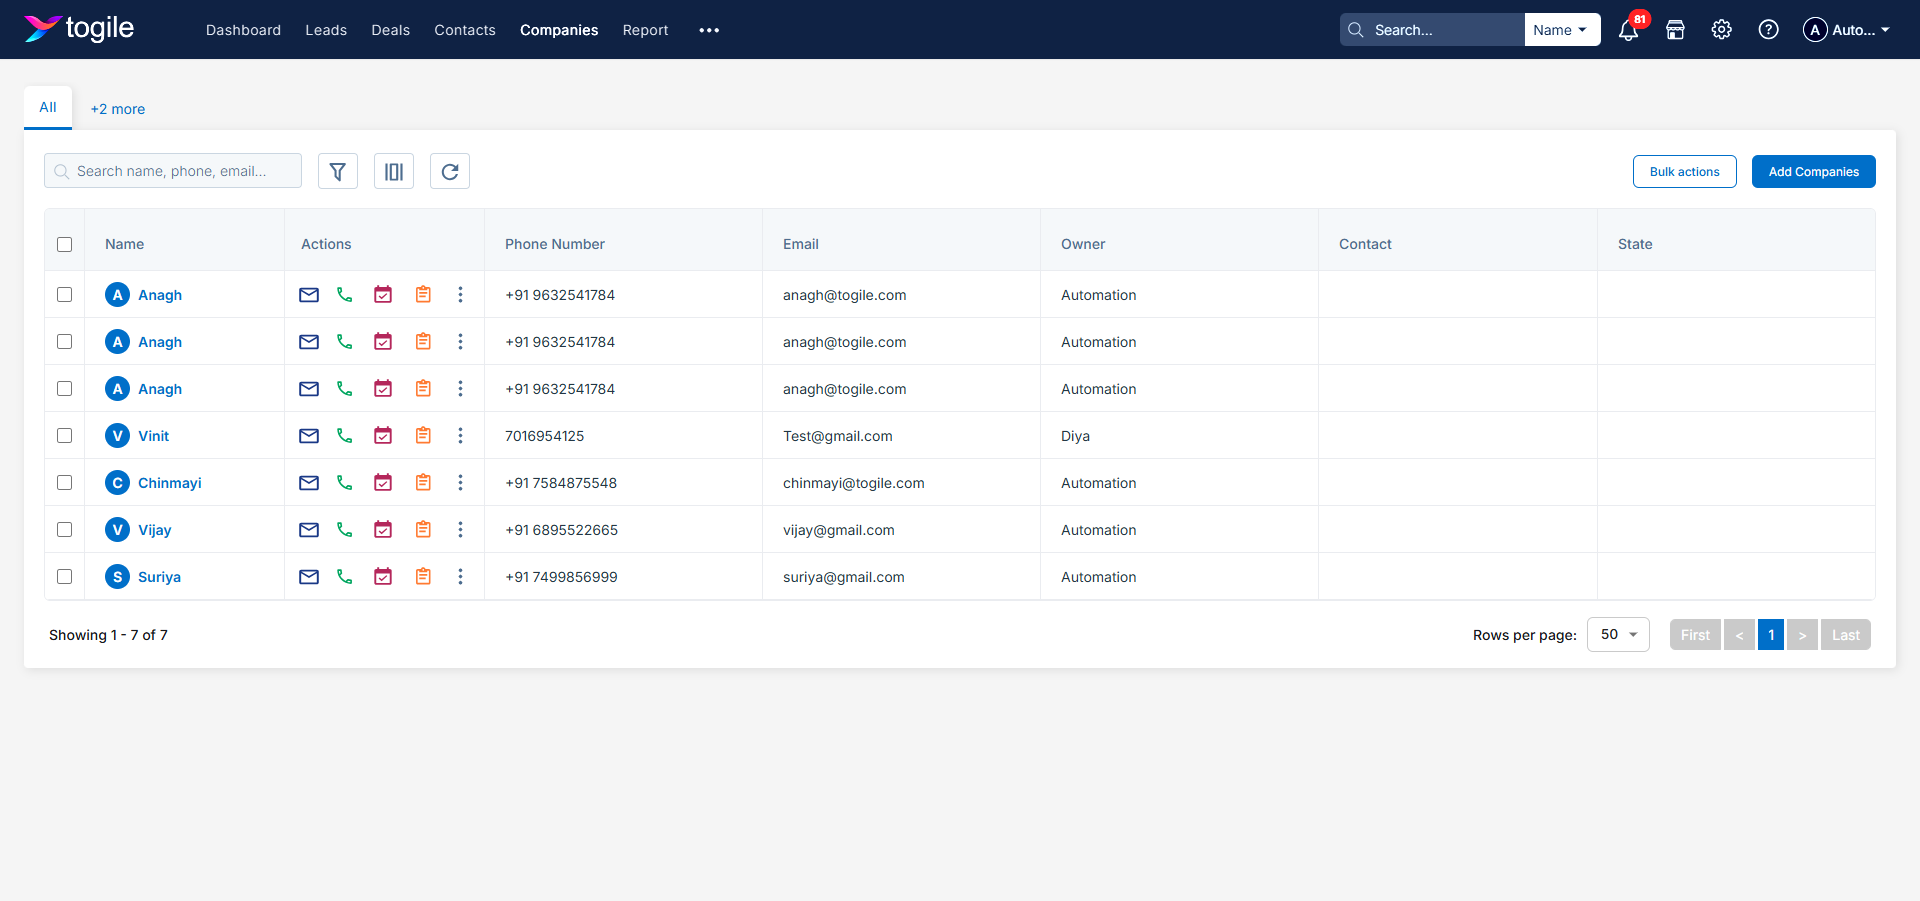 togile Dashboard Leads Deals Contacts Companies Report ••• Search... Name 81 A Auto...
All +2 more
Search name, phone, email... Bulk actions Add Companies
Name Actions Phone Number Email Owner Contact State
A Anagh +91 9632541784 anagh@togile.com Automation
A Anagh +91 9632541784 anagh@togile.com Automation
A Anagh +91 9632541784 anagh@togile.com Automation
V Vinit 7016954125 Test@gmail.com Diya
C Chinmayi +91 7584875548 chinmayi@togile.com Automation
V Vijay +91 6895522665 vijay@gmail.com Automation
S Suriya +91 7499856999 suriya@gmail.com Automation
Showing 1 - 7 of 7 Rows per page: 50 First < 1 > Last